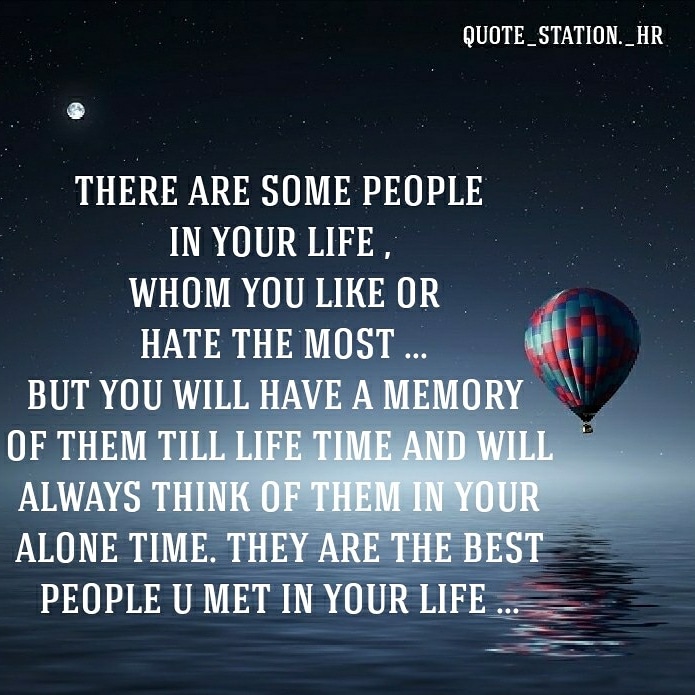 QUOTE_STATION._HR
THERE ARE SOME PEOPLE
IN YOUR LIFE ,
WHOM YOU LIKE OR
HATE THE MOST ...
BUT YOU WILL HAVE A MEMORY
OF THEM TILL LIFE TIME AND WILL
ALWAYS THINK OF THEM IN YOUR
ALONE TIME. THEY ARE THE BEST
PEOPLE U MET IN YOUR LIFE ...